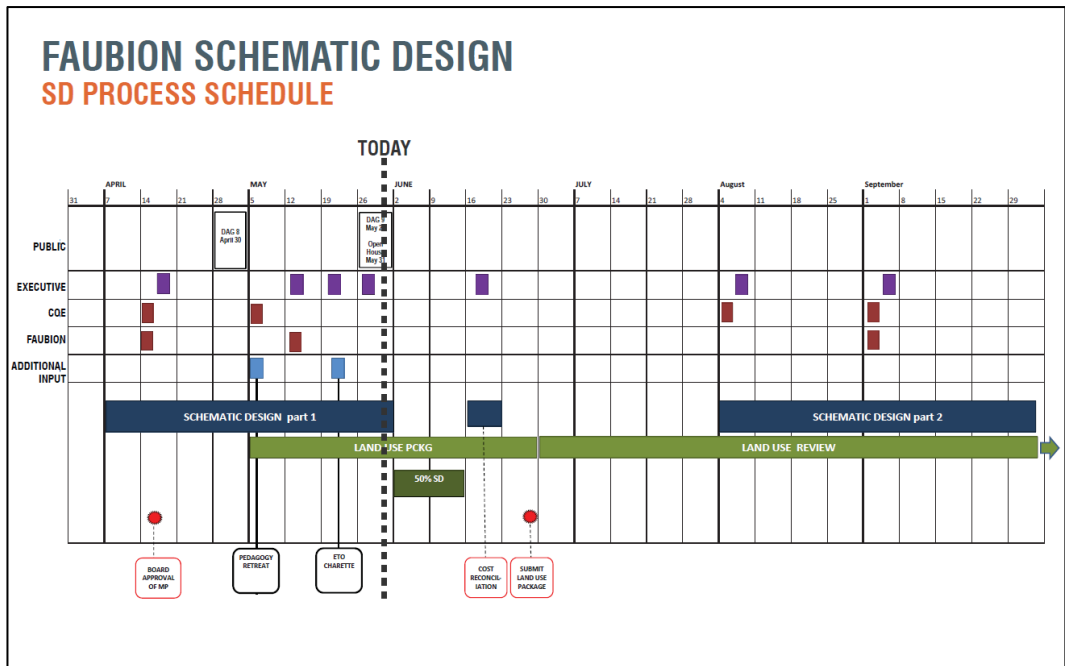 FAUBION SCHEMATIC DESIGN
SD PROCESS SCHEDULE
TODAY
APRIL MAY JUNE JULY August September
31 7 14 21 28 5 12 19 26 2 9 16 23 30 7 14 21 28 4 11 18 25 1 8 15 22 29
PUBLIC
DAG 8
April 30
DAG 9
May
Open
House
May 31
EXECUTIVE
COE
FAUBION
ADDITIONAL
INPUT
SCHEMATIC DESIGN part 1
SCHEMATIC DESIGN part 2
LAND USE PCKG
LAND USE REVIEW
50% SD
BOARD
APPROVAL
OF MP
PEDAGOGY
RETREAT
ETO
CHARETTE
COST
RECONCIL-
IATION
SUBMIT
LAND USE
PACKAGE